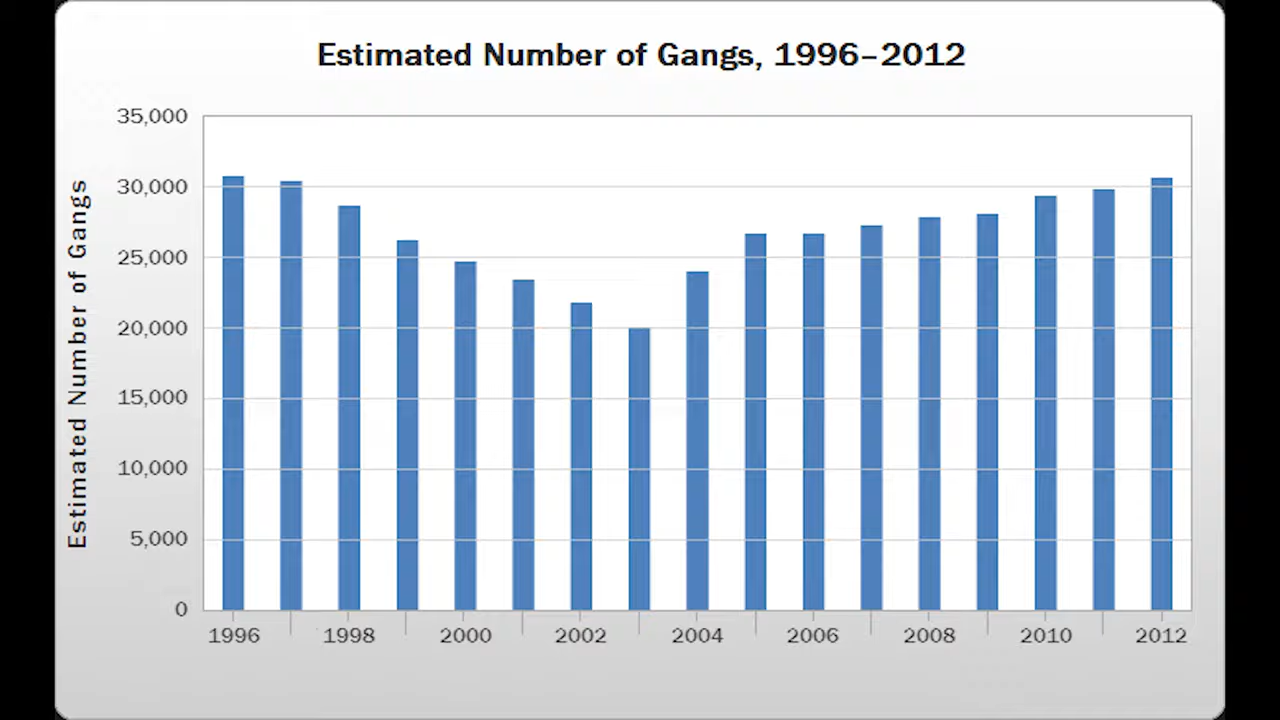 Estimated Number of Gangs, 1996–2012
Estimated Number of Gangs
35,000
30,000
25,000
20,000
15,000
10,000
5,000
0
1996 1998 2000 2002 2004 2006 2008 2010 2012